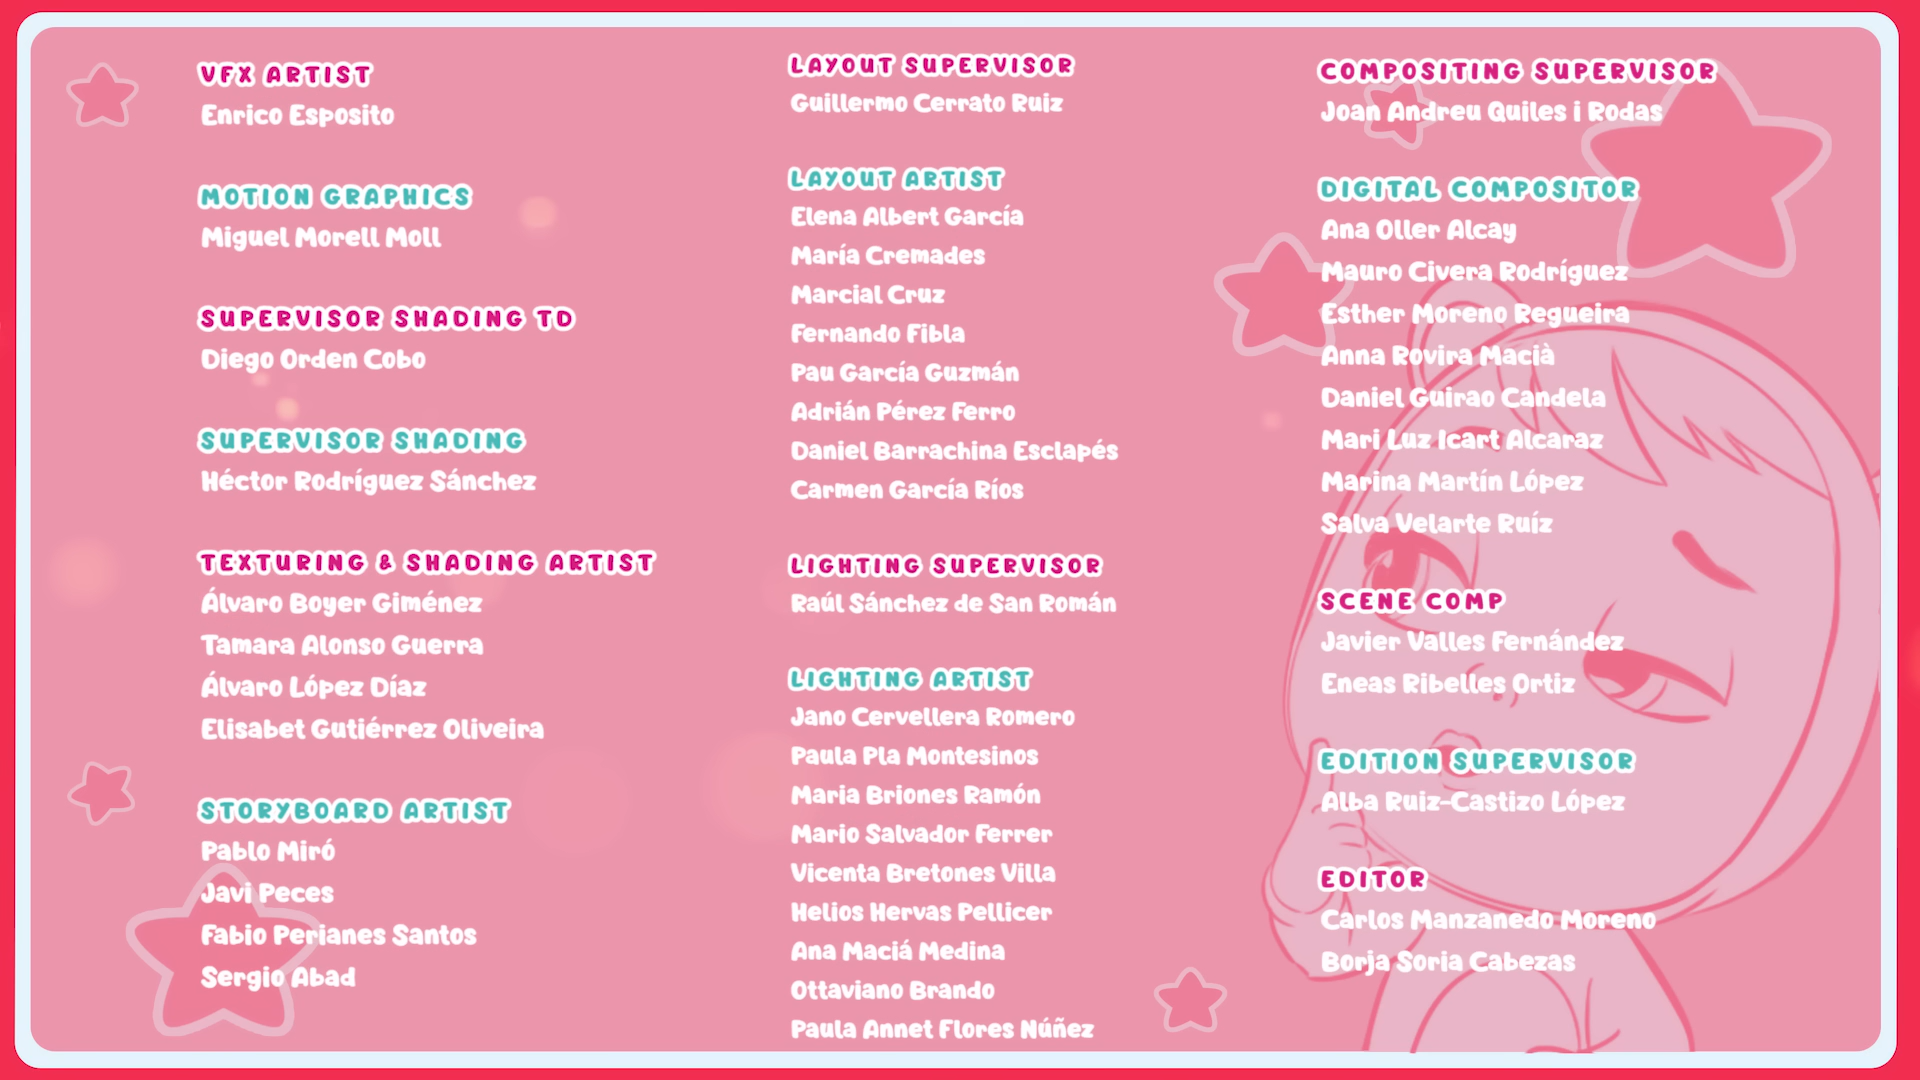 VFX ARTIST
Enrico Esposito
MOTION GRAPHICS
Miguel Morell Moll
SUPERVISOR SHADING TD
Diego Orden Cobo
SUPERVISOR SHADING
Héctor Rodríguez Sánchez
TEXTURING & SHADING ARTIST
Álvaro Boyer Giménez
Tamara Alonso Guerra
Álvaro López Díaz
Elisabet Gutiérrez Oliveira
STORYBOARD ARTIST
Pablo Miró
Javi Peces
Fabio Perianes Santos
Sergio Abad
LAYOUT SUPERVISOR
Guillermo Cerrato Ruiz
LAYOUT ARTIST
Elena Albert García
María Cremades
Marcial Cruz
Fernando Fibla
Pau García Guzmán
Adrián Pérez Ferro
Daniel Barrachina Esclapés
Carmen García Ríos
LIGHTING SUPERVISOR
Raúl Sánchez de San Román
LIGHTING ARTIST
Jano Cervellera Romero
Paula Pla Montesinos
Maria Briones Ramón
Mario Salvador Ferrer
Vicenta Bretones Villa
Helios Hervas Pellicer
Ana Maciá Medina
Ottaviano Brando
Paula Annet Flores Núñez
COMPOSITING SUPERVISOR
Joan Andreu Quiles i Rodas
DIGITAL COMPOSITOR
Ana Oller Alcay
Mauro Civera Rodríguez
Esther Moreno Regueira
Anna Rovira Macià
Daniel Guirao Candela
Mari Luz Icart Alcaraz
Marina Martín López
Salva Velarte Ruíz
SCENE COMP
Javier Valles Fernández
Eneas Ribelles Ortiz
EDITION SUPERVISOR
Alba Ruiz-Castizo López
EDITOR
Carlos Manzanedo Moreno
Borja Soria Cabezas